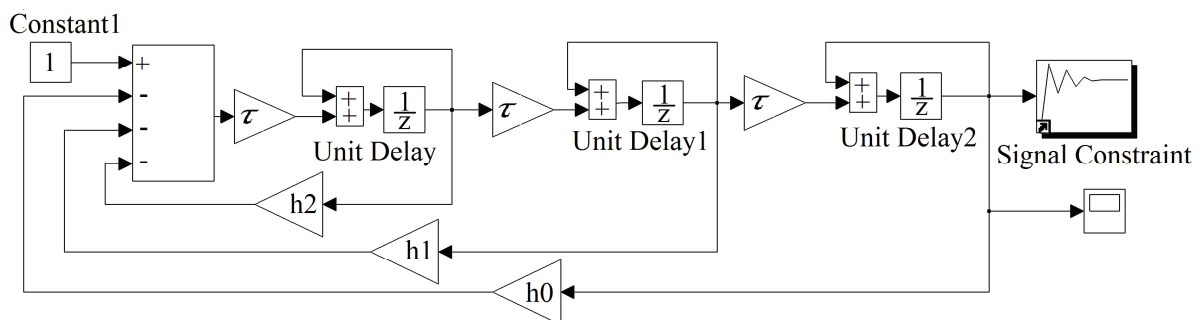 Constant1
1
+
-
-
-
τ
+
+
1
z
Unit Delay
τ
+
+
1
z
Unit Delay1
τ
+
+
1
z
Unit Delay2
Signal Constraint
h2
h1
h0